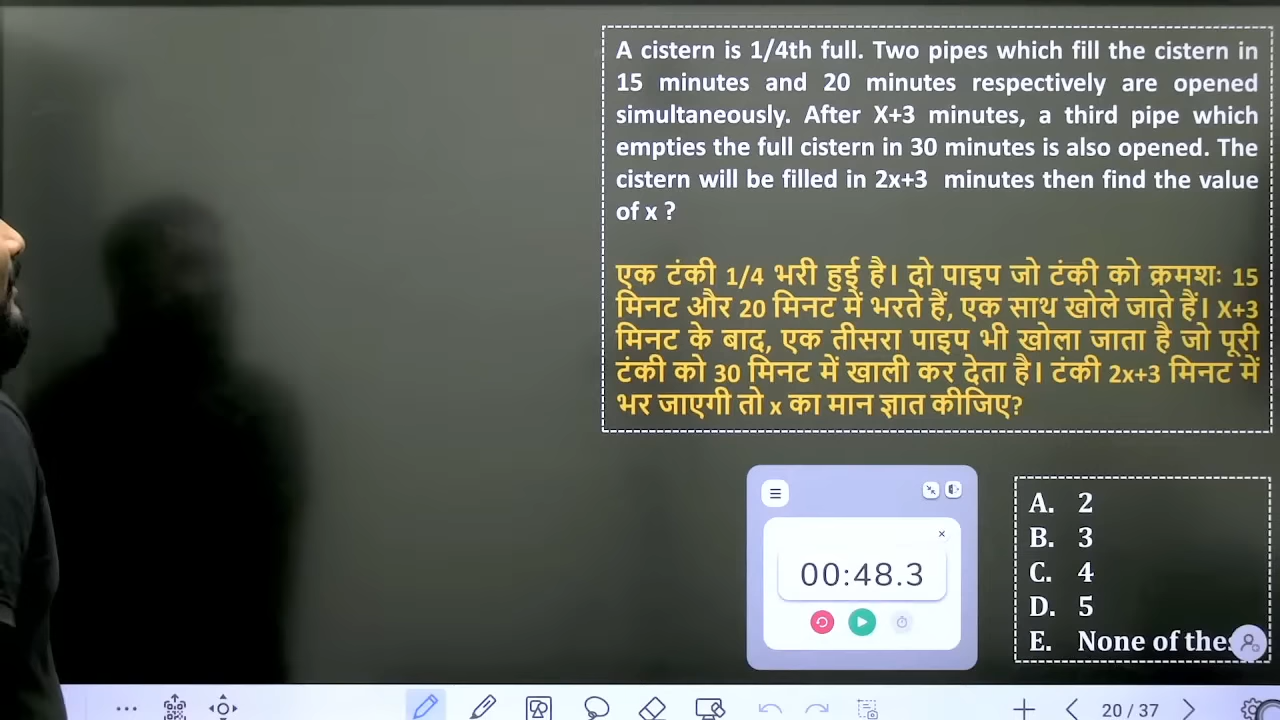 A cistern is 1/4th full. Two pipes which fill the cistern in
15 minutes and 20 minutes respectively are opened
simultaneously. After X+3 minutes, a third pipe which
empties the full cistern in 30 minutes is also opened. The
cistern will be filled in 2x+3 minutes then find the value
of x ?
एक टंकी 1/4 भरी हुई है। दो पाइप जो टंकी को क्रमशः 15
मिनट और 20 मिनट में भरते हैं, एक साथ खोले जाते हैं। X+3
मिनट के बाद, एक तीसरा पाइप भी खोला जाता है जो पूरी
टंकी को 30 मिनट में खाली कर देता है। टंकी 2x+3 मिनट में
भर जाएगी तो x का मान ज्ञात कीजिए?
00:48.3
A. 2
B. 3
C. 4
D. 5
E. None of thes
20 / 37